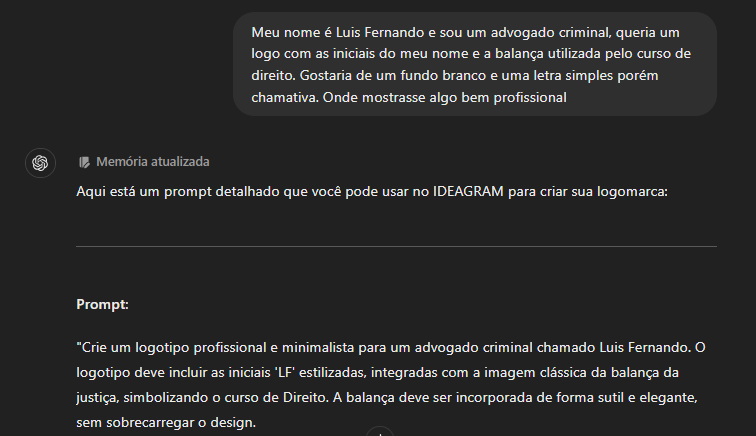 Meu nome é Luis Fernando e sou um advogado criminal, queria um
logo com as iniciais do meu nome e a balança utilizada pelo curso de
direito. Gostaria de um fundo branco e uma letra simples porém
chamativa. Onde mostrasse algo bem profissional
Memória atualizada
Aqui está um prompt detalhado que você pode usar no IDEAGRAM para criar sua logomarca:
Prompt:
"Crie um logotipo profissional e minimalista para um advogado criminal chamado Luis Fernando. O
logotipo deve incluir as iniciais 'LF' estilizadas, integradas com a imagem clássica da balança da
justiça, simbolizando o curso de Direito. A balança deve ser incorporada de forma sutil e elegante,
sem sobrecarregar o design.